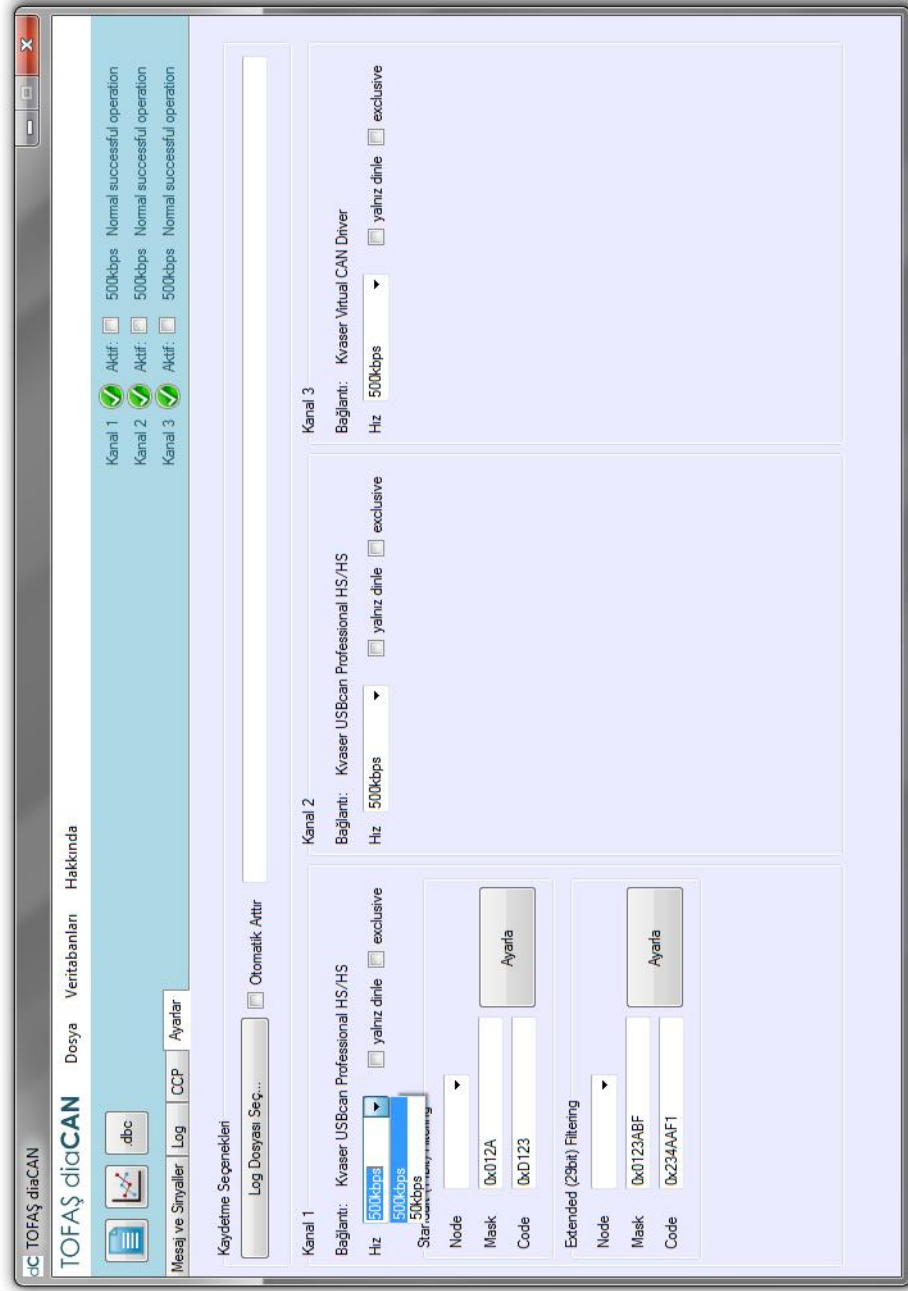 dC TOFAŞ diaCAN
TOFAŞ diaCAN Dosya Veritabanları Hakkında
.dbc
Kanal 1 Aktif: 500kbps Normal successful operation
Kanal 2 Aktif: 500kbps Normal successful operation
Kanal 3 Aktif: 500kbps Normal successful operation
Mesaj ve Sinyaller Log CCP Ayarlar
Kaydetme Seçenekleri
Log Dosyası Seç... Otomatik Arttır
Kanal 1
Bağlantı: Kvaser USBcan Professional HS/HS
Hız 500kbps yalnız dinle exclusive
500kbps
50kbps
Filtering
Node
Mask 0x012A
Code 0xD123
Ayarla
Extended (29bit) Filtering
Node
Mask 0x0123ABF
Code 0x234AAF1
Ayarla
Kanal 2
Bağlantı: Kvaser USBcan Professional HS/HS
Hız 500kbps yalnız dinle exclusive
Kanal 3
Bağlantı: Kvaser Virtual CAN Driver
Hız 500kbps yalnız dinle exclusive